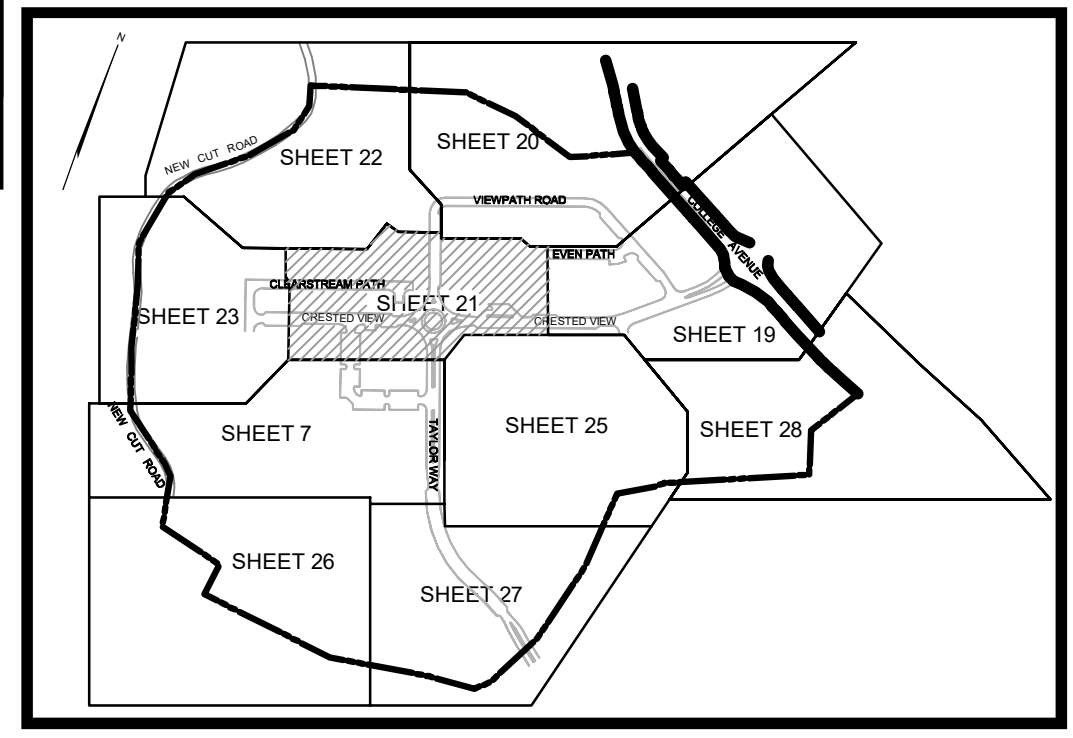 N
SHEET 20
NEW CUT ROAD
SHEET 22
VIEWPATH ROAD
COLLEGE AVENUE
EVEN PATH
CLEARSTREAM PATH
SHEET 21
SHEET 23
CRESTED VIEW
CRESTED VIEW
SHEET 19
NEW CUT ROAD
SHEET 7
TAYLOR WAY
SHEET 25
SHEET 28
SHEET 26
SHEET 27